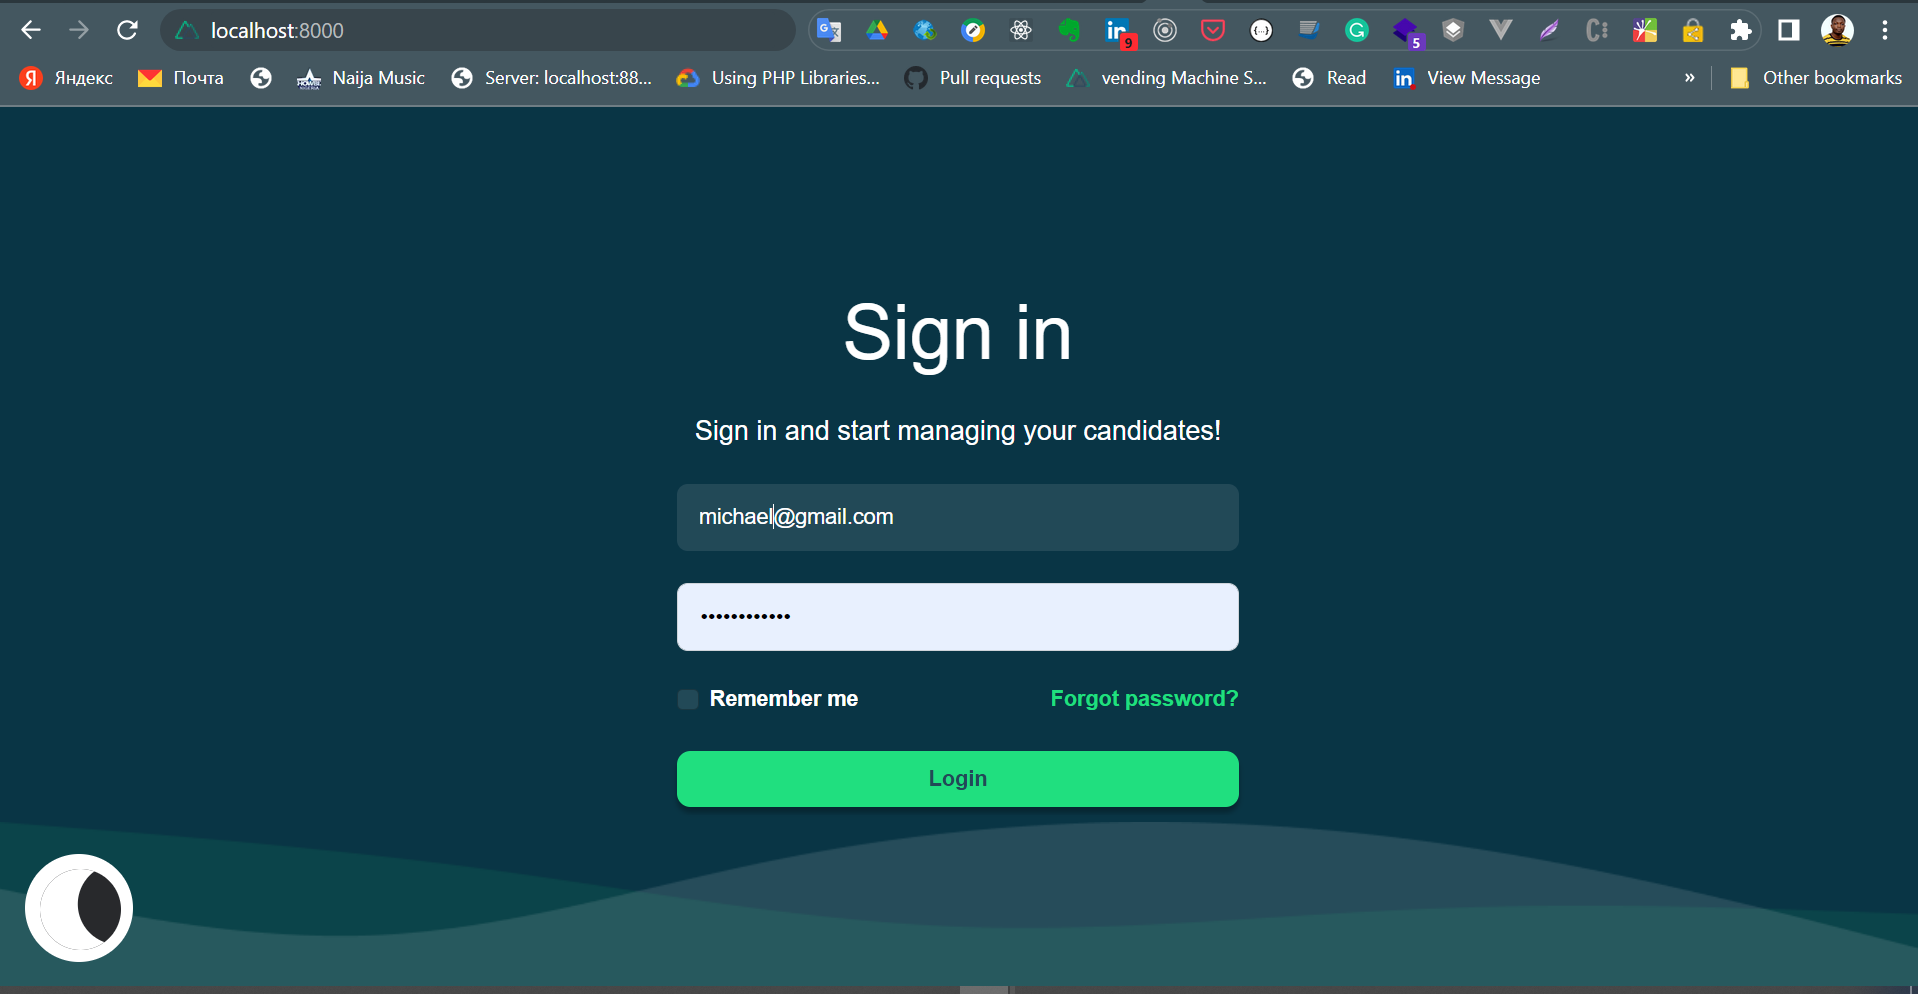 localhost:8000
9
5
Яндекс Почта Naija Music Server: localhost:88... Using PHP Libraries... Pull requests vending Machine S... Read View Message » Other bookmarks
Sign in
Sign in and start managing your candidates!
michael@gmail.com
••••••••••••
Remember me Forgot password?
Login